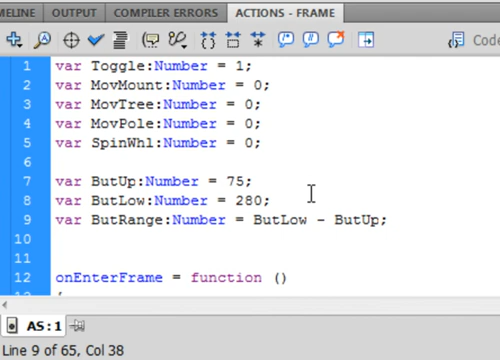 MELINE OUTPUT COMPILER ERRORS ACTIONS - FRAME
Code
1 var Toggle:Number = 1;
2 var MovMount:Number = 0;
3 var MovTree:Number = 0;
4 var MovPole:Number = 0;
5 var SpinWhl:Number = 0;
6
7 var ButUp:Number = 75;
8 var ButLow:Number = 280;
9 var ButRange:Number = ButLow - ButUp;
10
11
12 onEnterFrame = function ()
AS:1
Line 9 of 65, Col 38